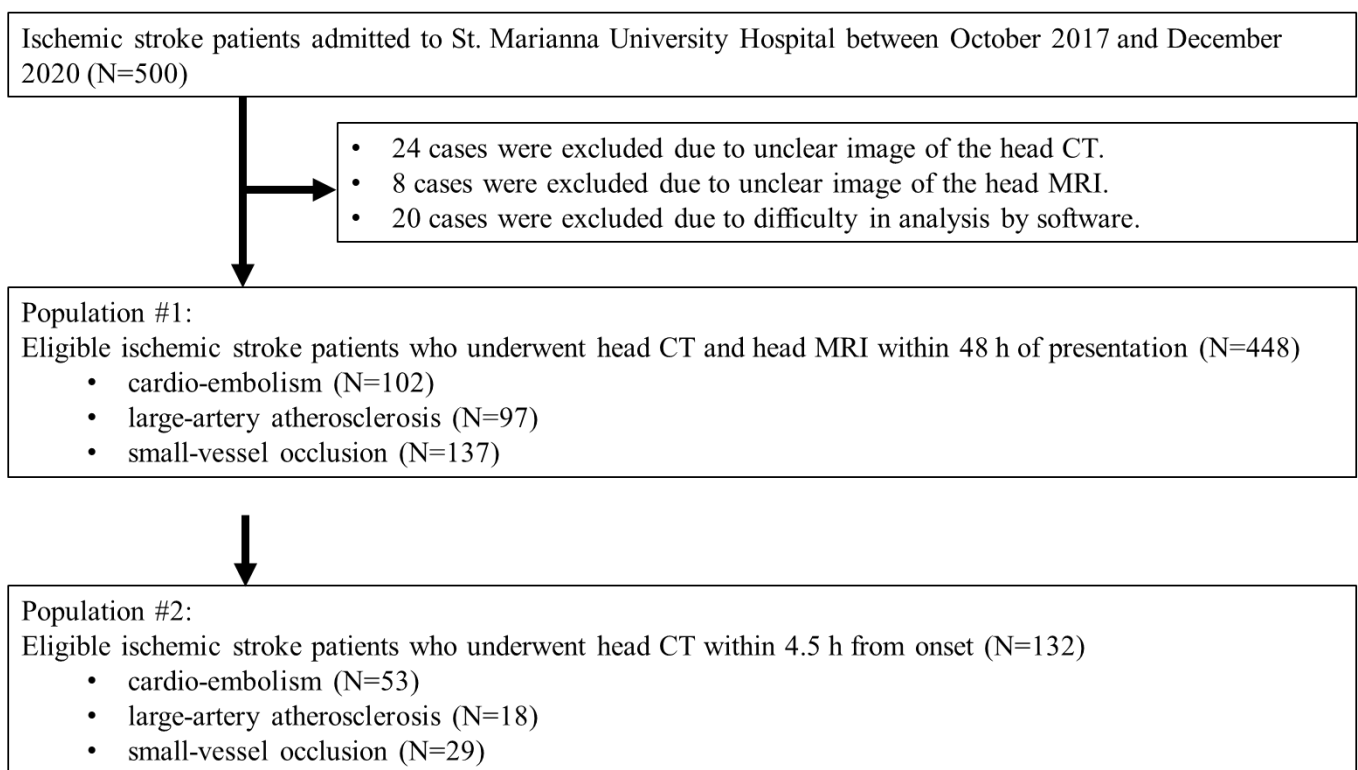 Ischemic stroke patients admitted to St. Marianna University Hospital between October 2017 and December
2020 (N=500)
• 24 cases were excluded due to unclear image of the head CT.
• 8 cases were excluded due to unclear image of the head MRI.
• 20 cases were excluded due to difficulty in analysis by software.
Population #1:
Eligible ischemic stroke patients who underwent head CT and head MRI within 48 h of presentation (N=448)
• cardio-embolism (N=102)
• large-artery atherosclerosis (N=97)
• small-vessel occlusion (N=137)
Population #2:
Eligible ischemic stroke patients who underwent head CT within 4.5 h from onset (N=132)
• cardio-embolism (N=53)
• large-artery atherosclerosis (N=18)
• small-vessel occlusion (N=29)